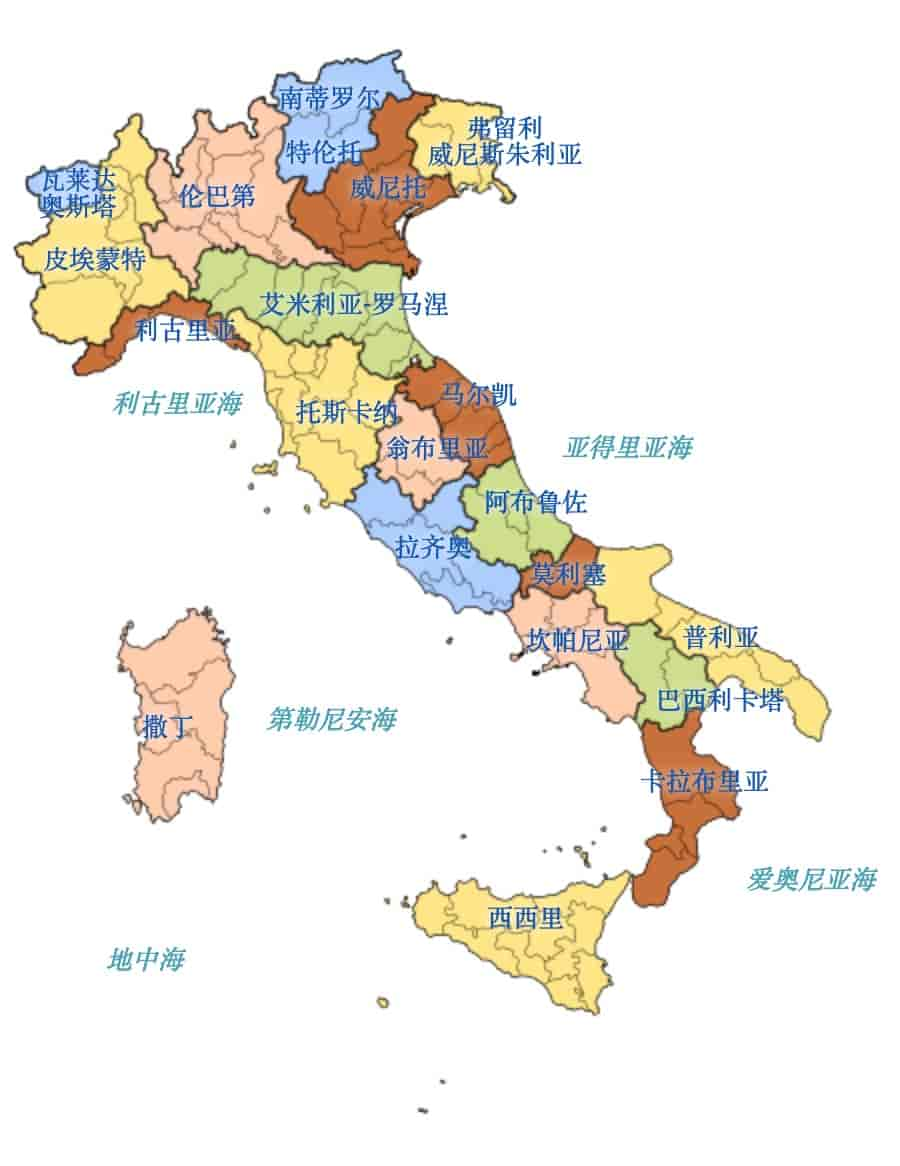 南蒂罗尔
弗留利
威尼斯朱利亚
特伦托
瓦莱达
奥斯塔
伦巴第
威尼托
皮埃蒙特
艾米利亚-罗马涅
利古里亚
利古里亚海
马尔凯
托斯卡纳
翁布里亚
亚得里亚海
阿布鲁佐
拉齐奥
莫利塞
坎帕尼亚
普利亚
巴西利卡塔
第勒尼安海
撒丁
卡拉布里亚
爱奥尼亚海
西西里
地中海